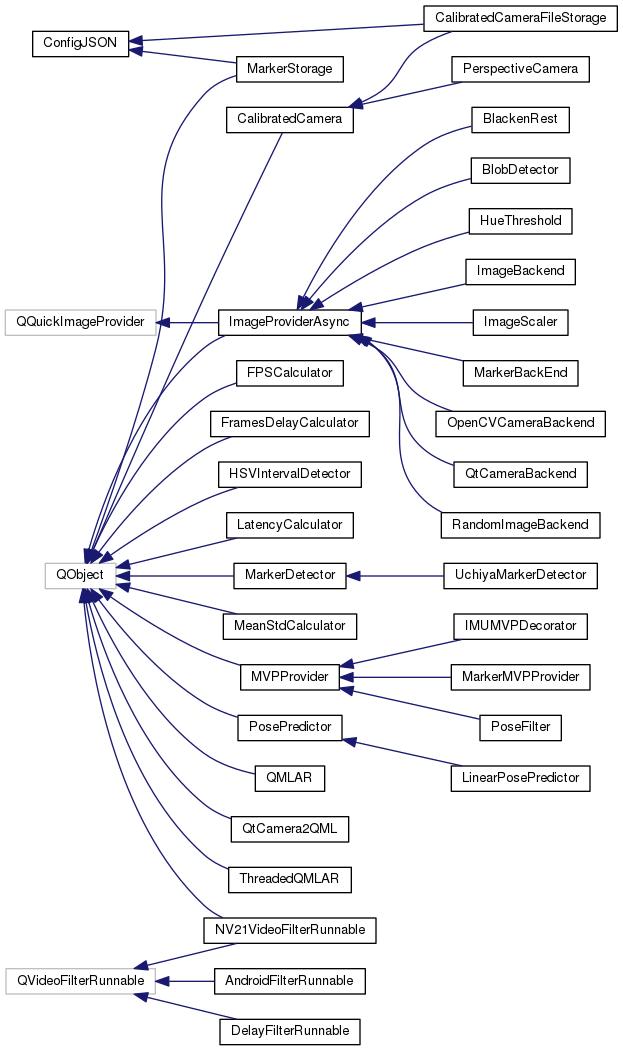 CalibratedCameraFileStorage
ConfigJSON
MarkerStorage
PerspectiveCamera
CalibratedCamera
BlackenRest
BlobDetector
HueThreshold
ImageBackend
QQuickImageProvider
ImageProviderAsync
ImageScaler
FPSCalculator
MarkerBackEnd
FramesDelayCalculator
OpenCVCameraBackend
HSVIntervalDetector
QtCameraBackend
LatencyCalculator
RandomImageBackend
QObject
MarkerDetector
UchiyaMarkerDetector
MeanStdCalculator
IMUMVPDecorator
MVPProvider
MarkerMVPProvider
PosePredictor
PoseFilter
QMLAR
LinearPosePredictor
QtCamera2QML
ThreadedQMLAR
NV21VideoFilterRunnable
QVideoFilterRunnable
AndroidFilterRunnable
DelayFilterRunnable